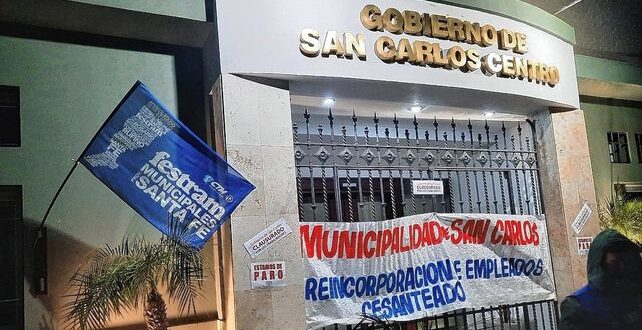 GOBIERNO DE
SAN CARLOS CENTRO
festram
CTM
MUNICIPALES
SANTA FE
CLAUSURADO
CLAUSURADO
ESTAMOS DE
PARO
MUNICIPALIDAD SAN CARLOS
REINCORPORACION E EMPLEADOS
CESANTEADO